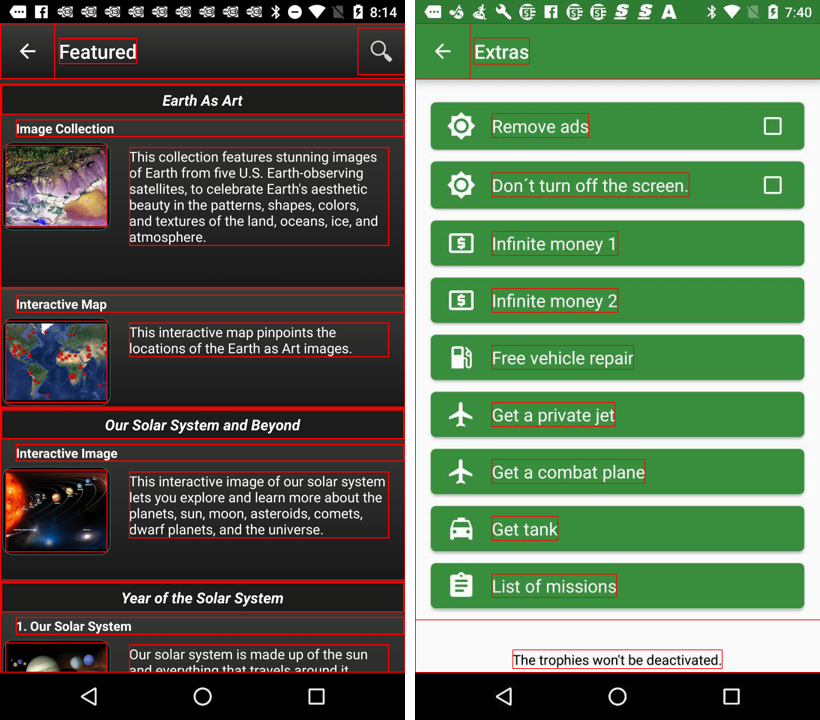 8:14
Featured
Earth As Art
Image Collection
This collection features stunning images
of Earth from five U.S. Earth-observing
satellites, to celebrate Earth's aesthetic
beauty in the patterns, shapes, colors,
and textures of the land, oceans, ice, and
atmosphere.
Interactive Map
This interactive map pinpoints the
locations of the Earth as Art images.
Our Solar System and Beyond
Interactive Image
This interactive image of our solar system
lets you explore and learn more about the
planets, sun, moon, asteroids, comets,
dwarf planets, and the universe.
Year of the Solar System
1. Our Solar System
Our solar system is made up of the sun
and everything that travels around it
7:40
Extras
Remove ads
Don´t turn off the screen.
Infinite money 1
Infinite money 2
Free vehicle repair
Get a private jet
Get a combat plane
Get tank
List of missions
The trophies won't be deactivated.